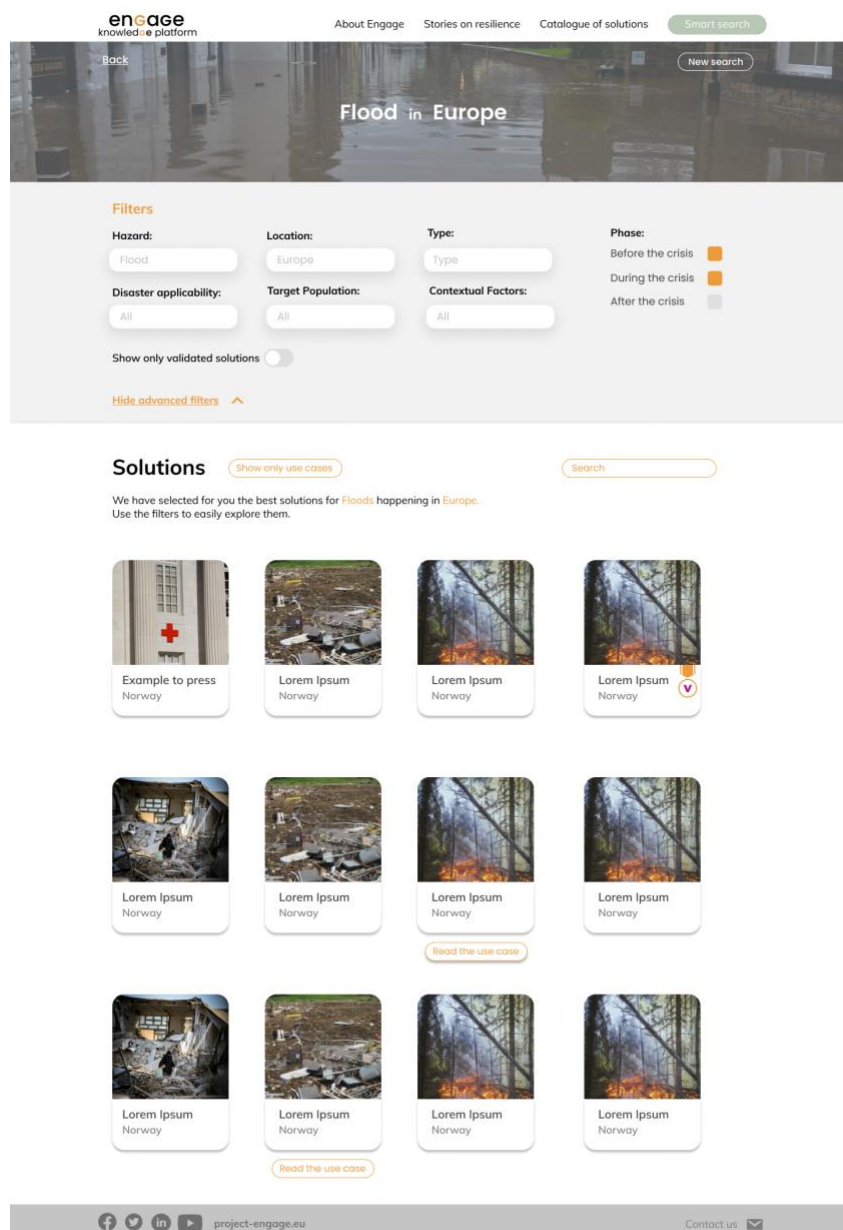 engage
knowledge platform
About Engage Stories on resilience Catalogue of solutions Smart search
Back
New search
Flood in Europe
Filters
Hazard: Location: Type: Phase:
Flood Europe Type
Before the crisis
During the crisis
After the crisis
Disaster applicability: Target Population: Contextual Factors:
All All All
Show only validated solutions
Hide advanced filters
Solutions Show only use cases Search
We have selected for you the best solutions for Floods happening in Europe.
Use the filters to easily explore them.
Example to press Lorem Ipsum Lorem Ipsum Lorem Ipsum
Norway Norway Norway Norway
V
Lorem Ipsum Lorem Ipsum Lorem Ipsum Lorem Ipsum
Norway Norway Norway Norway
Read the use case
Lorem Ipsum Lorem Ipsum Lorem Ipsum Lorem Ipsum
Norway Norway Norway Norway
Read the use case
project-engage.eu Contact us